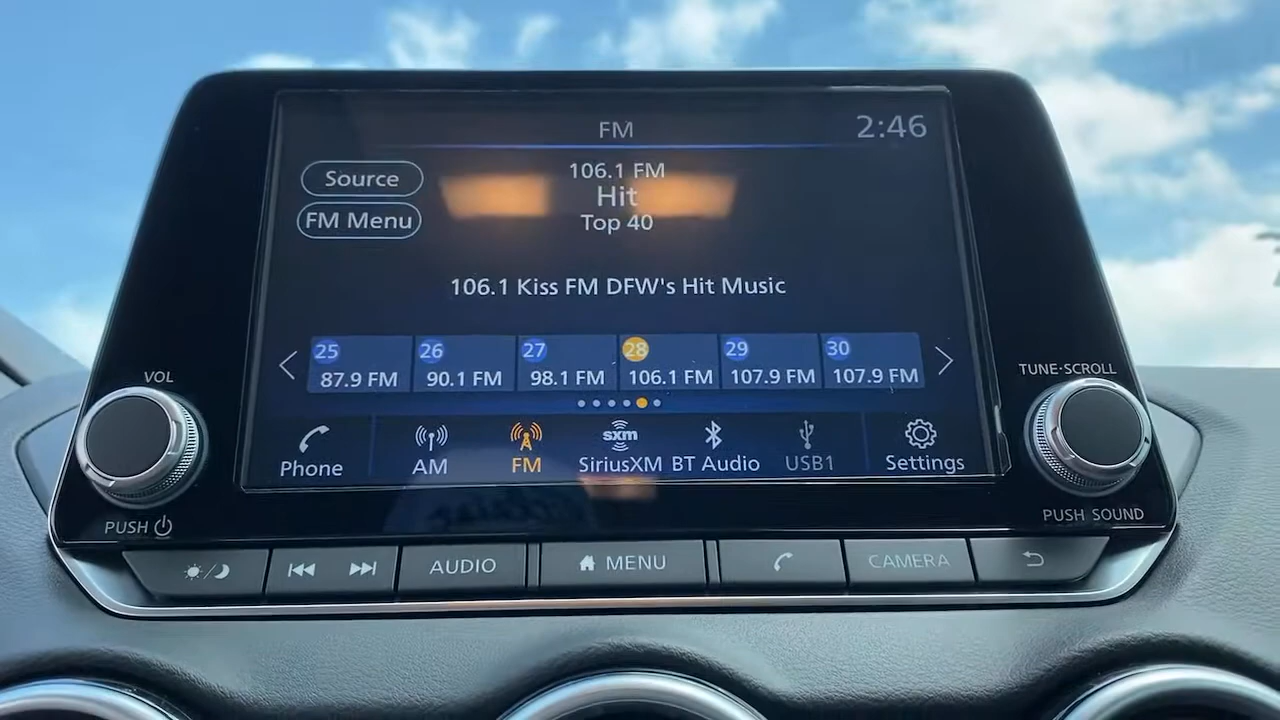 FM
2:46
Source
106.1 FM
Hit
FM Menu
Top 40
106.1 Kiss FM DFW's Hit Music
25 26 27 28 29 30
87.9 FM 90.1 FM 98.1 FM 106.1 FM 107.9 FM 107.9 FM
VOL
TUNE·SCROLL
sxm
Phone AM FM SiriusXM BT Audio USB1 Settings
PUSH
PUSH SOUND
AUDIO MENU CAMERA